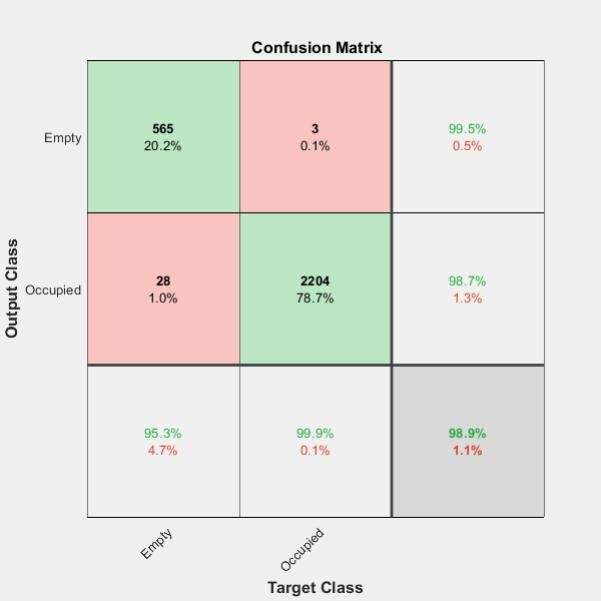 Confusion Matrix
Empty
565
20.2%
3
0.1%
99.5%
0.5%
Output Class
Occupied
28
1.0%
2204
78.7%
98.7%
1.3%
95.3%
4.7%
99.9%
0.1%
98.9%
1.1%
Empty
Occupied
Target Class